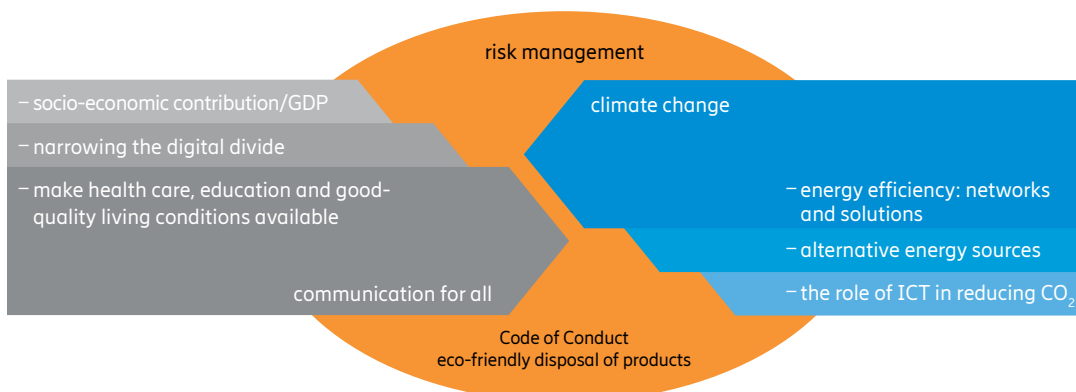 risk management
– socio-economic contribution/GDP
– narrowing the digital divide
– make health care, education and good-
quality living conditions available
communication for all
climate change
– energy efficiency: networks
and solutions
– alternative energy sources
– the role of ICT in reducing CO₂
Code of Conduct
eco-friendly disposal of products